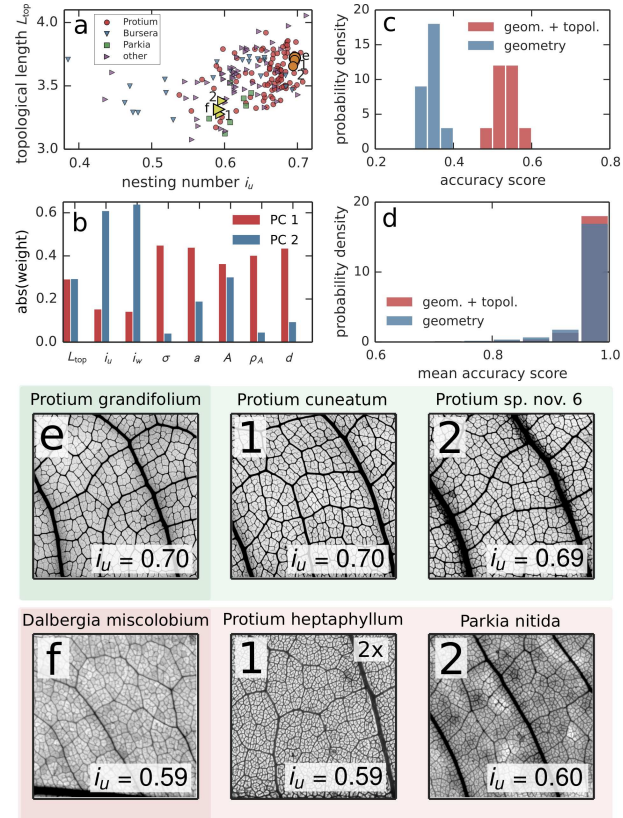 a
Protium
Bursera
Parkia
other
4.0
3.5
3.0
topological length L_top
0.4 0.5 0.6 0.7
nesting number i_u
e
1
2
2
f
1
c
geom. + topol.
geometry
20
15
10
5
0
probability density
0.2 0.4 0.6 0.8
accuracy score
b
PC 1
PC 2
0.6
0.4
0.2
0.0
abs(weight)
L_top i_u i_w σ a A ρ_A d
d
geom. + topol.
geometry
20
10
0
probability density
0.6 0.8 1.0
mean accuracy score
Protium grandifolium Protium cuneatum Protium sp. nov. 6
e 1 2
i_u = 0.70 i_u = 0.70 i_u = 0.69
Dalbergia miscolobium Protium heptaphyllum Parkia nitida
f 1 2x 2
i_u = 0.59 i_u = 0.59 i_u = 0.60